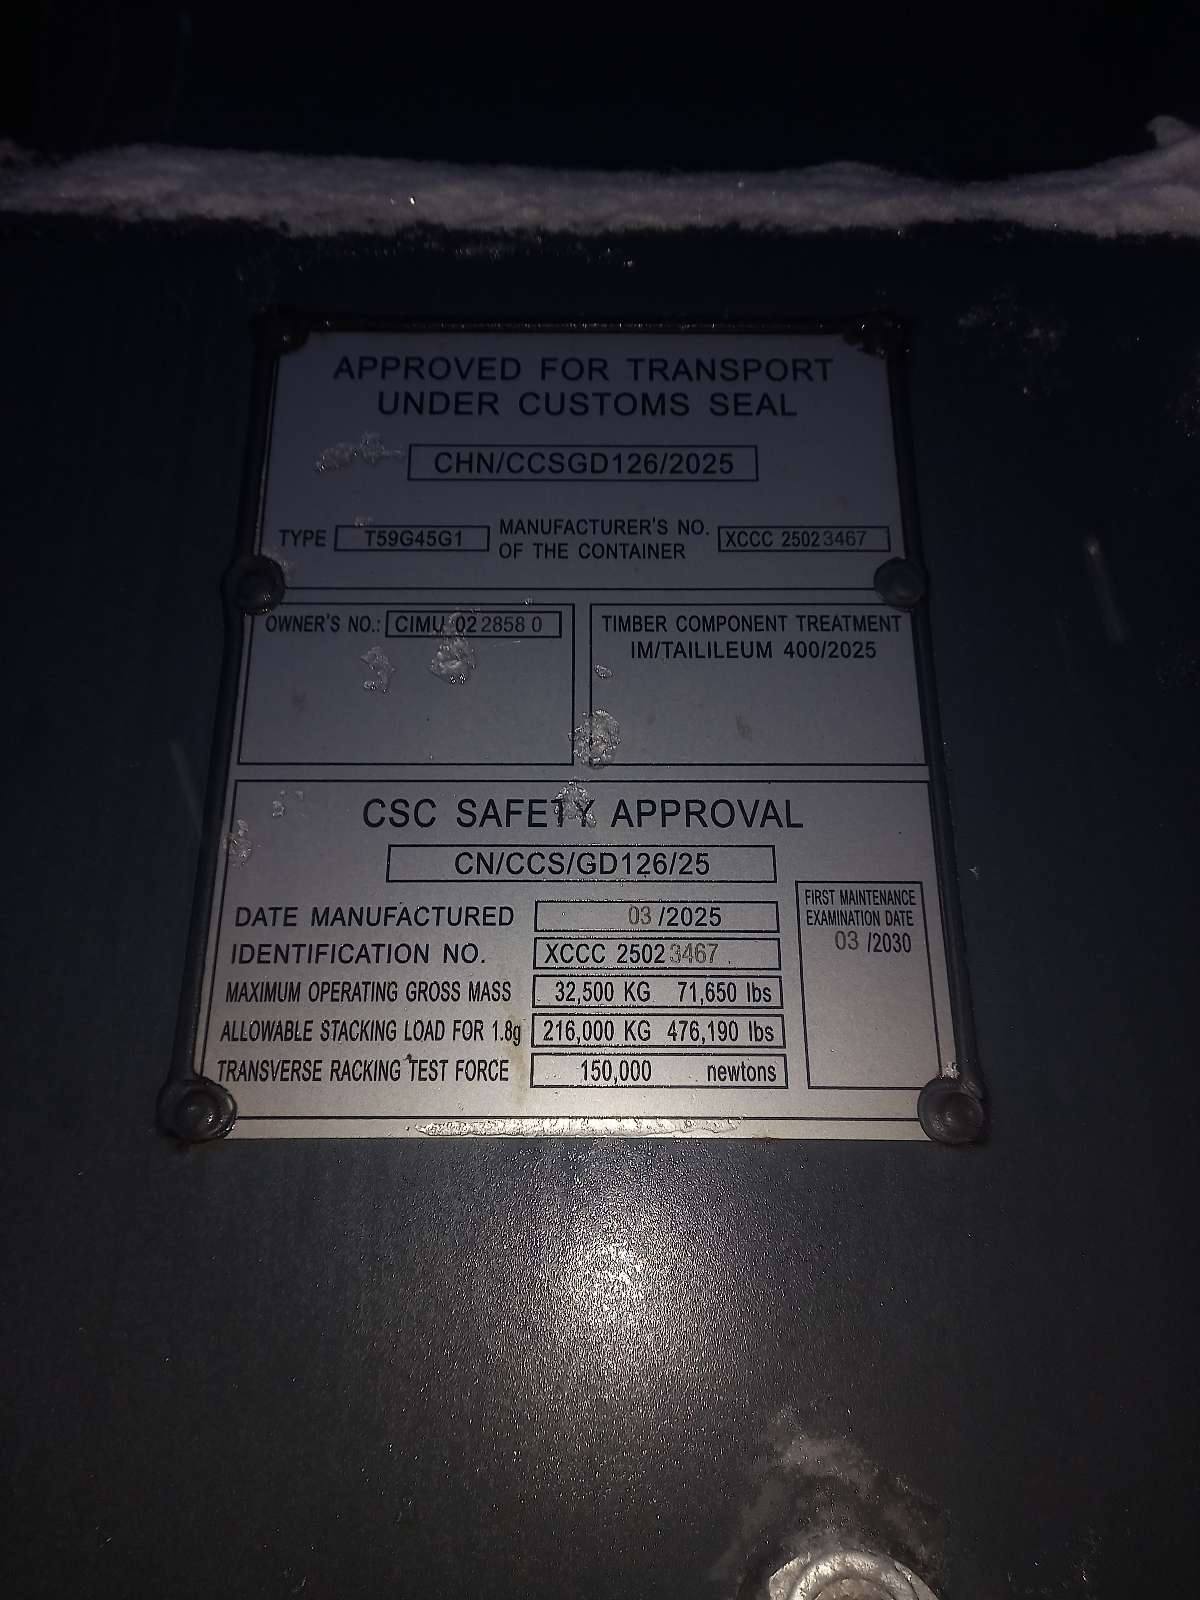 APPROVED FOR TRANSPORT
UNDER CUSTOMS SEAL
CHN/CCSGD126/2025
TYPE T59G45G1 MANUFACTURER'S NO. OF THE CONTAINER XCCC 25023467
OWNER'S NO.: CIMU 022858 0
TIMBER COMPONENT TREATMENT
IM/TAILILEUM 400/2025
CSC SAFETY APPROVAL
CN/CCS/GD126/25
DATE MANUFACTURED 03 /2025
IDENTIFICATION NO. XCCC 25023467
MAXIMUM OPERATING GROSS MASS 32,500 KG 71,650 lbs
ALLOWABLE STACKING LOAD FOR 1.8g 216,000 KG 476,190 lbs
TRANSVERSE RACKING TEST FORCE 150,000 newtons
FIRST MAINTENANCE
EXAMINATION DATE
03 /2030